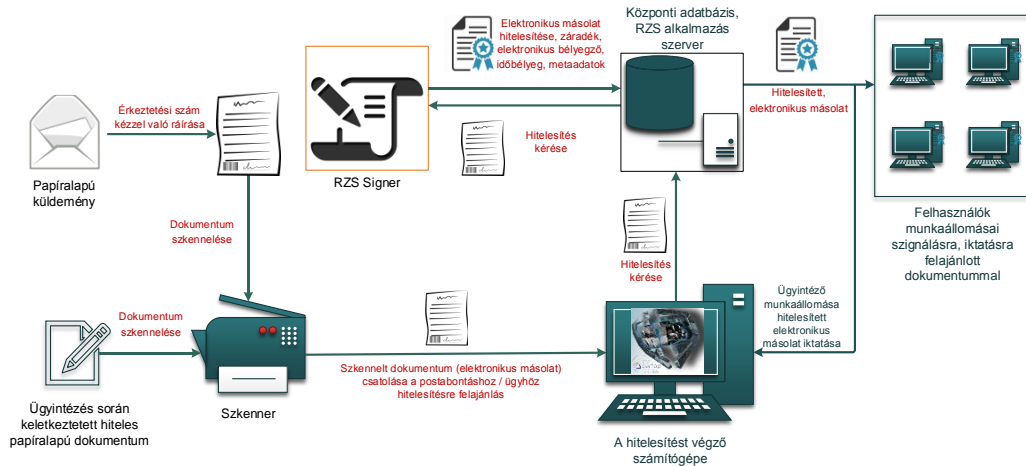 Elektronikus másolat
hitelesítése, záradék,
elektronikus bélyegző,
időbélyeg, metaadatok
Központi adatbázis,
RZS alkalmazás
szerver
Érkeztetési szám
kézzel való ráírása
Hitelesített,
elektronikus másolat
Hitelesítés
kérése
Papíralapú
küldemény
RZS Signer
Felhasználók
munkaállomásai
szignálásra, iktatásra
felajánlott
dokumentummal
Dokumentum
szkennelése
Hitelesítés
kérése
Ügyintéző
munkaállomása
hitelesített
elektronikus
másolat iktatása
Dokumentum
szkennelése
Szkennelt dokumentum (elektronikus másolat)
csatolása a postabontáshoz / ügyhöz
hitelesítésre felajánlás
Szkenner
Ügyintézés során
keletkeztetett hiteles
papíralapú dokumentum
A hitelesítést végző
számítógépe